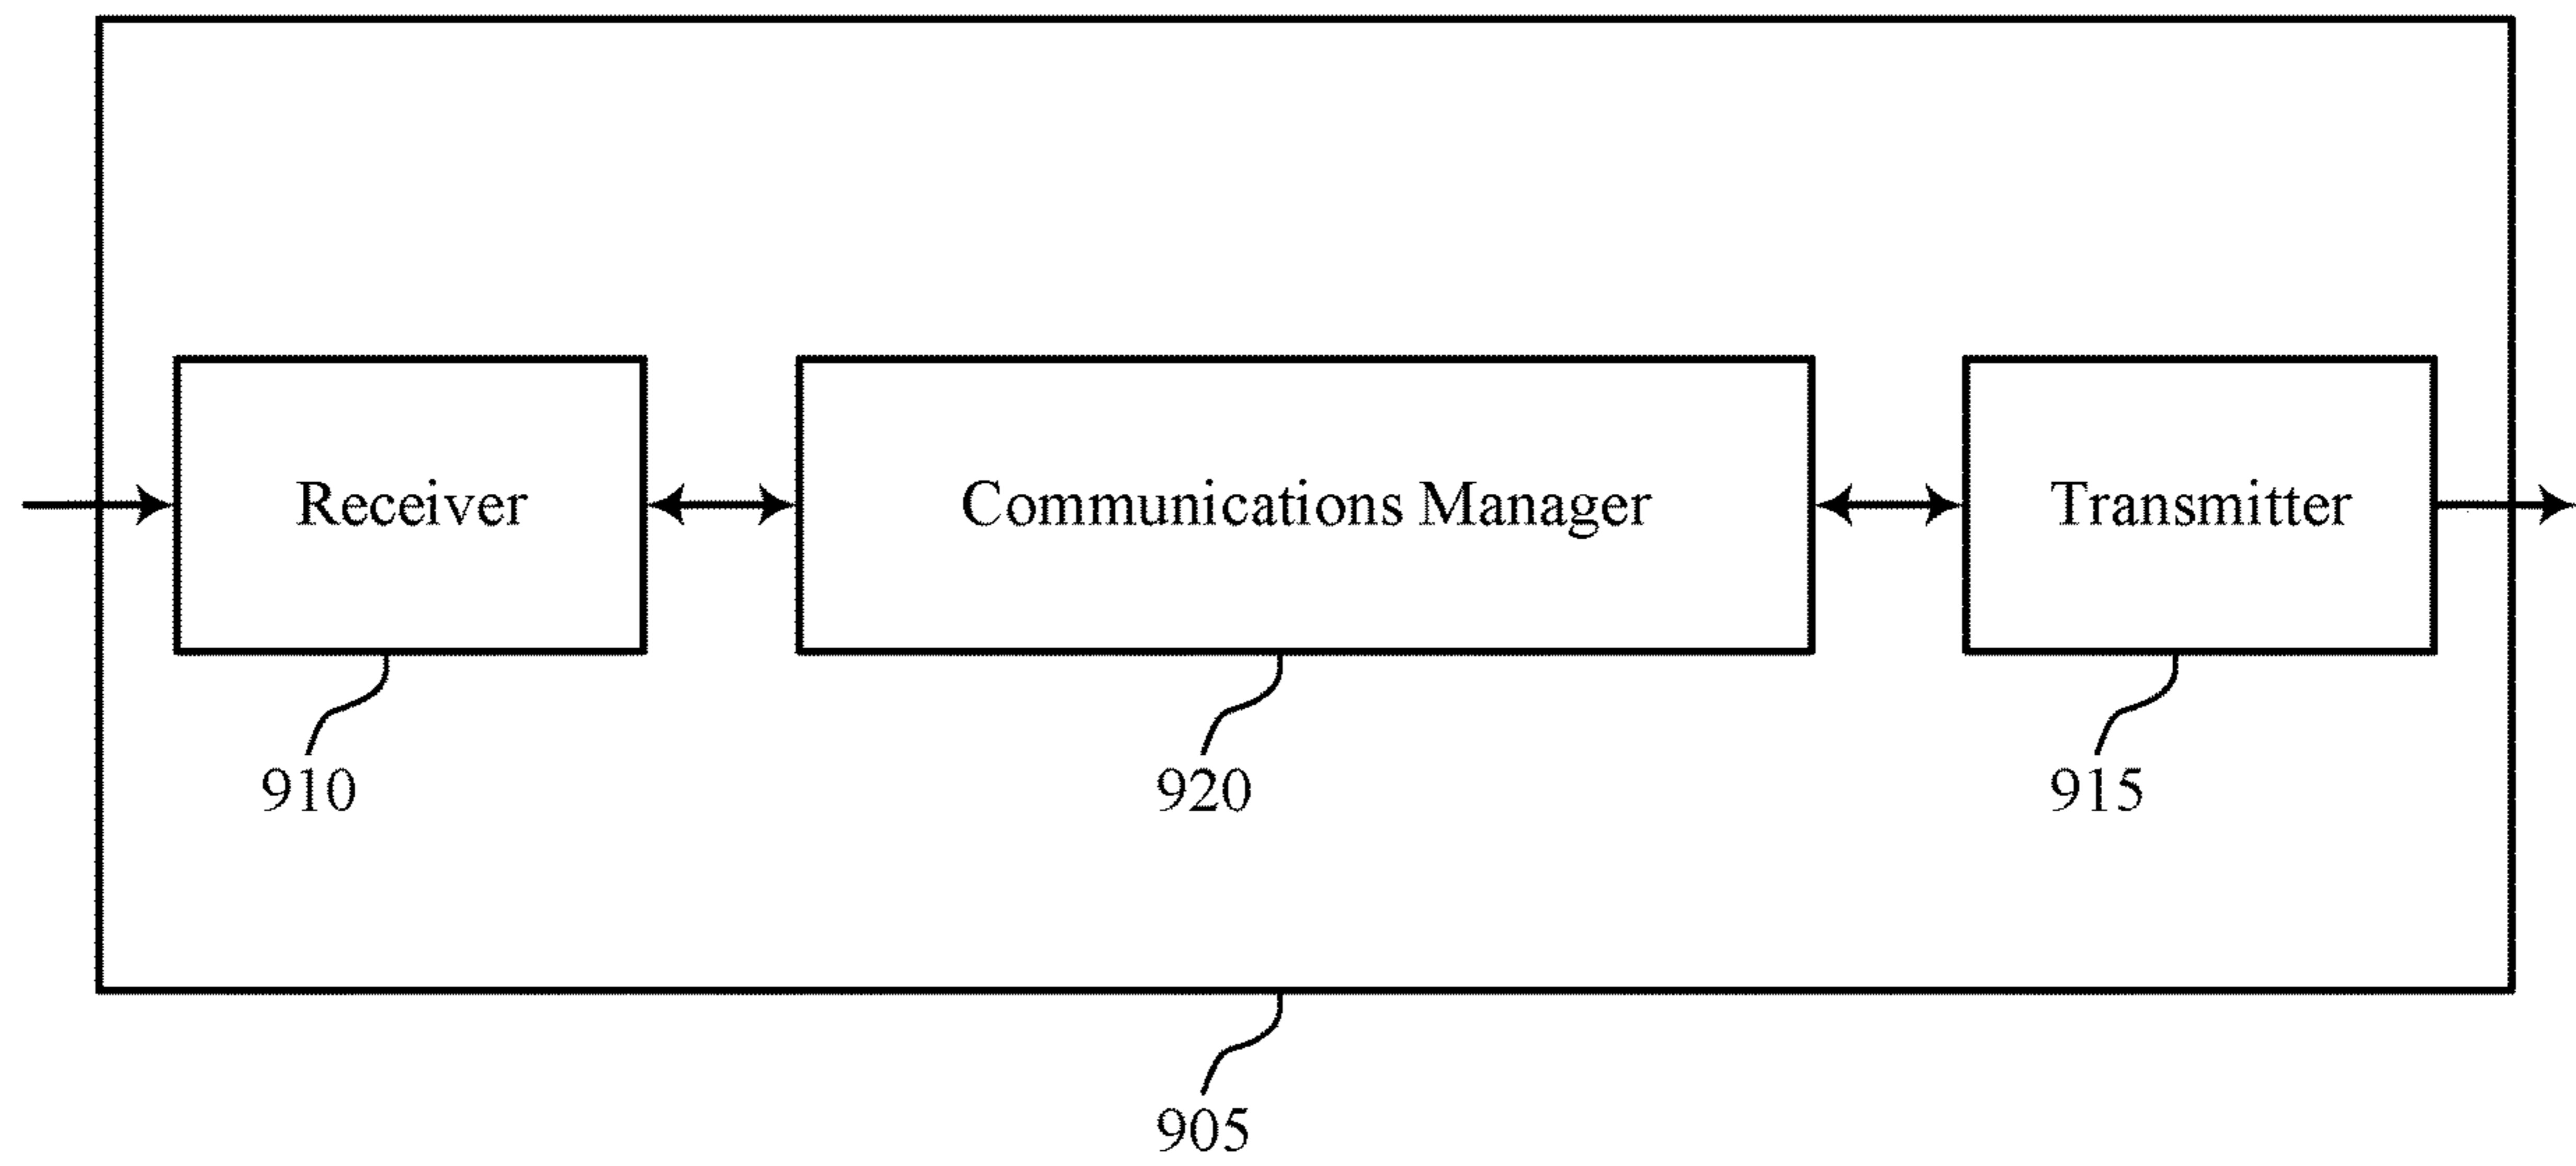 Receiver
Communications Manager
Transmitter
910
920
915
905